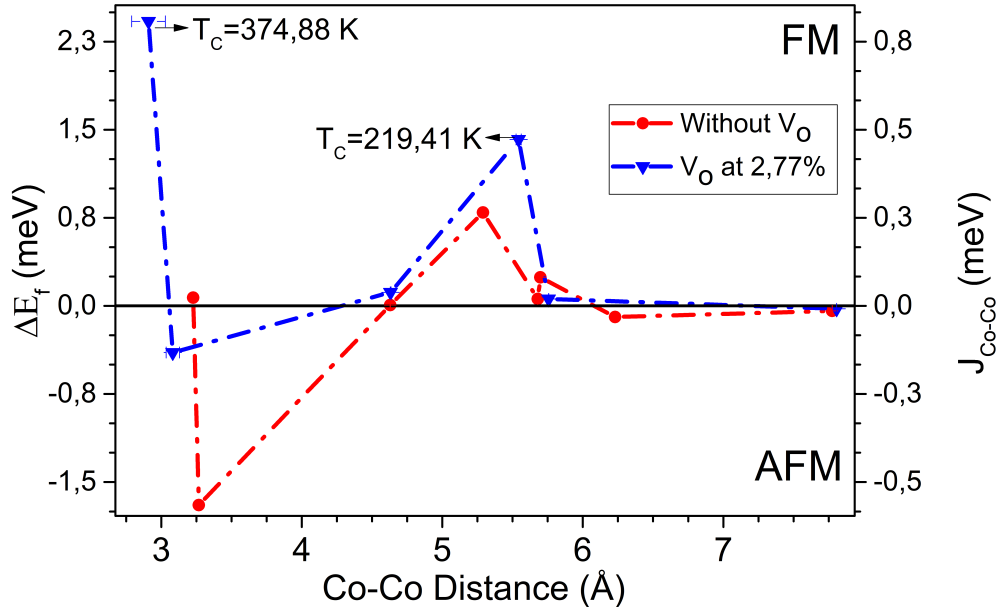 2,3
1,5
0,8
0,0
-0,8
-1,5
ΔE_f (meV)
T_C=374,88 K
T_C=219,41 K
FM
Without V_O
V_O at 2,77%
AFM
0,8
0,5
0,3
0,0
-0,3
-0,5
J_Co-Co (meV)
3 4 5 6 7
Co-Co Distance (Å)